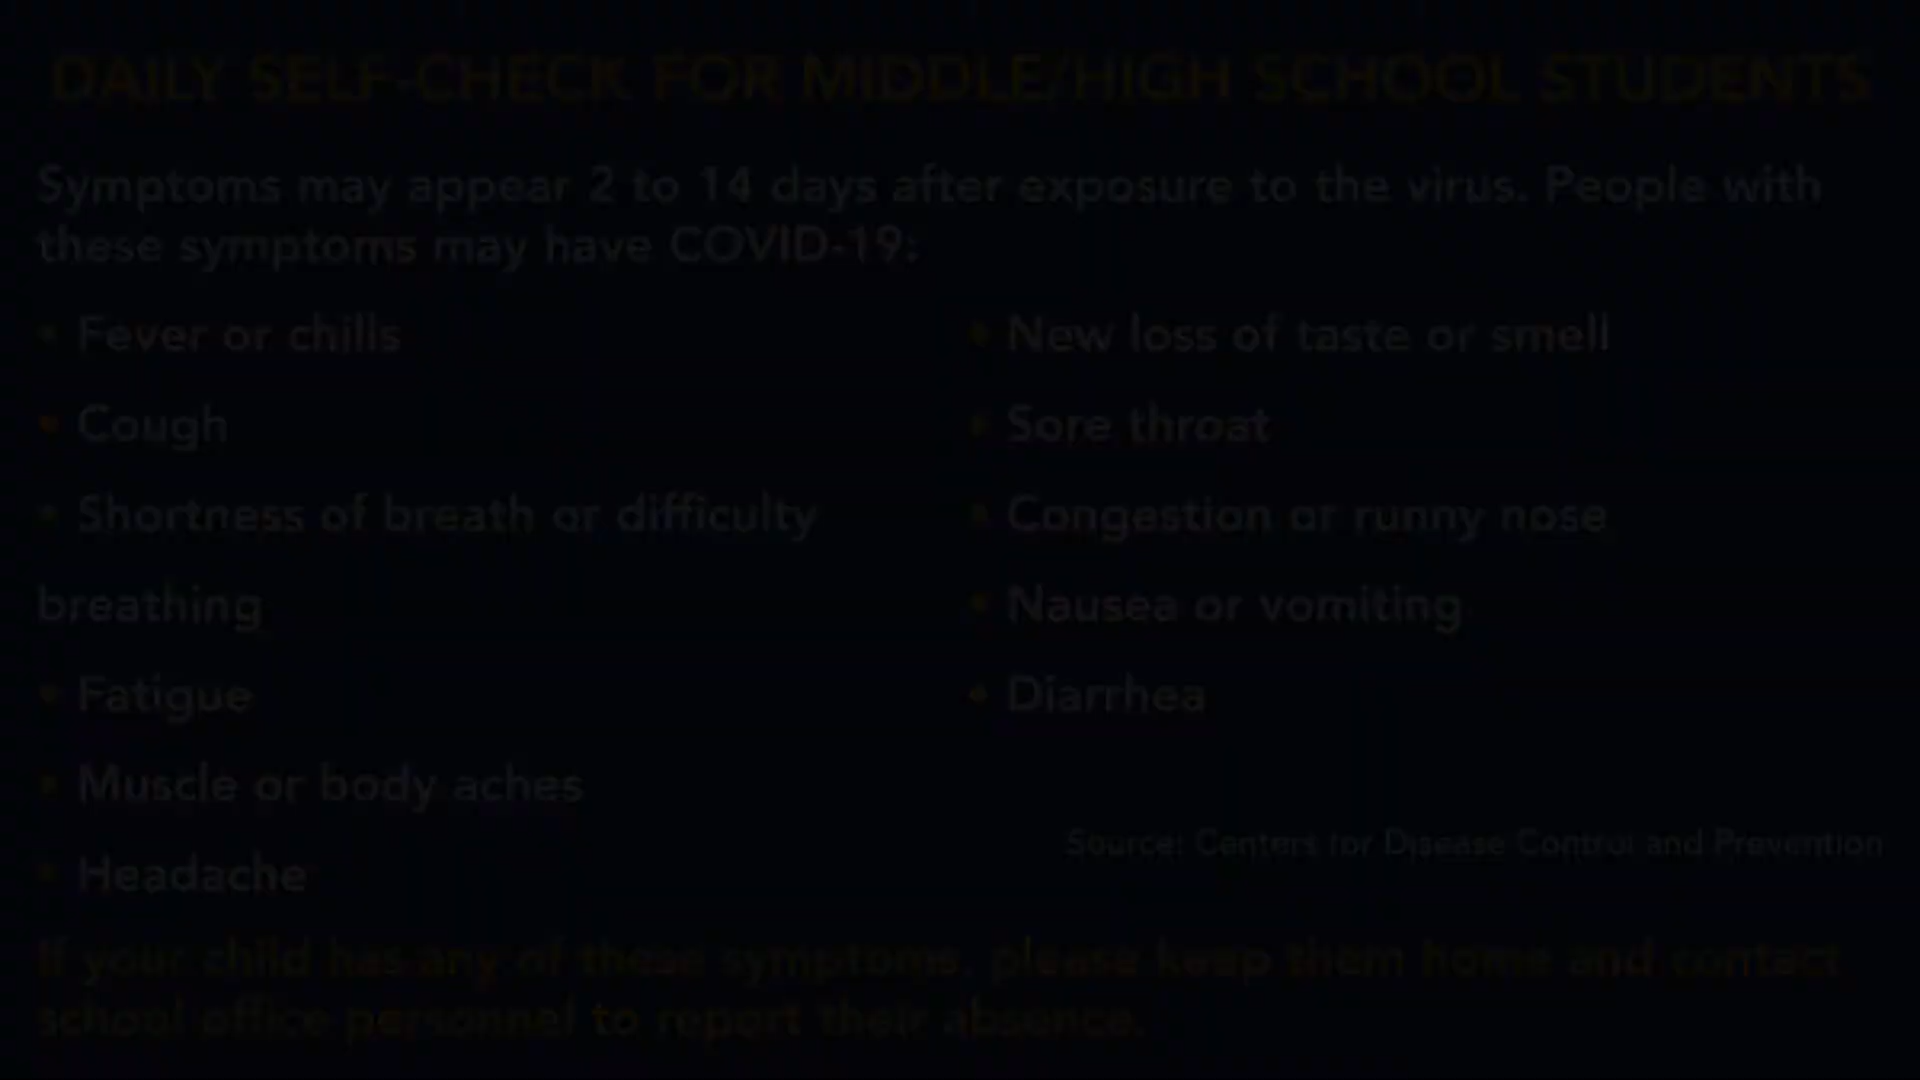 DAILY SELF-CHECK FOR MIDDLE/HIGH SCHOOL STUDENTS
Symptoms may appear 2 to 14 days after exposure to the virus. People with
these symptoms may have COVID-19:
• Fever or chills
• Cough
• Shortness of breath or difficulty
breathing
• Fatigue
• Muscle or body aches
• Headache
• New loss of taste or smell
• Sore throat
• Congestion or runny nose
• Nausea or vomiting
• Diarrhea
Source: Centers for Disease Control and Prevention
If your child has any of these symptoms, please keep them home and contact
school office personnel to report their absence.